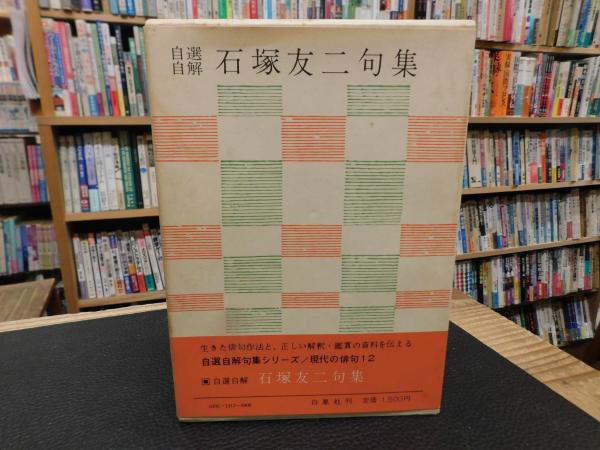 自選
自解 石塚友二句集
生きた俳句作法と、正しい解釈・鑑賞の資料を伝える
自選自解句集シリーズ/現代の俳句12
■自選自解 石塚友二句集
白凰社刊 定価1,500円